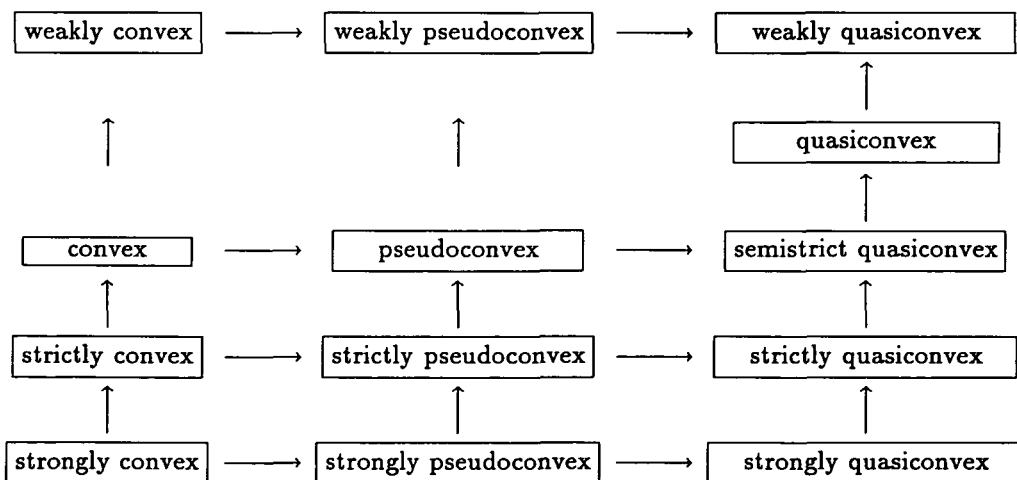 weakly convex weakly pseudoconvex weakly quasiconvex
quasiconvex
convex pseudoconvex semistrict quasiconvex
strictly convex strictly pseudoconvex strictly quasiconvex
strongly convex strongly pseudoconvex strongly quasiconvex